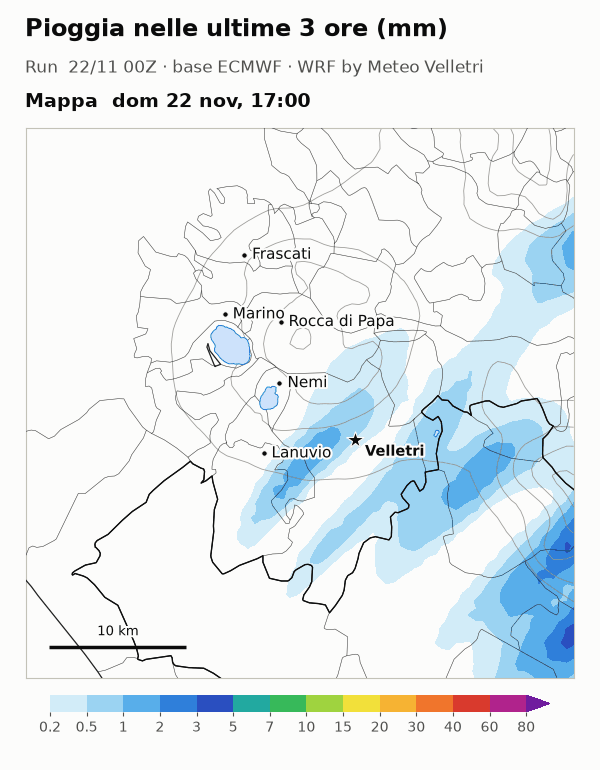 Pioggia nelle ultime 3 ore (mm)
Run  22/11 00Z · base ECMWF · WRF by Meteo Velletri
Mappa  dom 22 nov, 17:00
Frascati
Marino
Rocca di Papa
Nemi
Lanuvio
Velletri
10 km
0.2 0.5 1 2 3 5 7 10 15 20 30 40 60 80